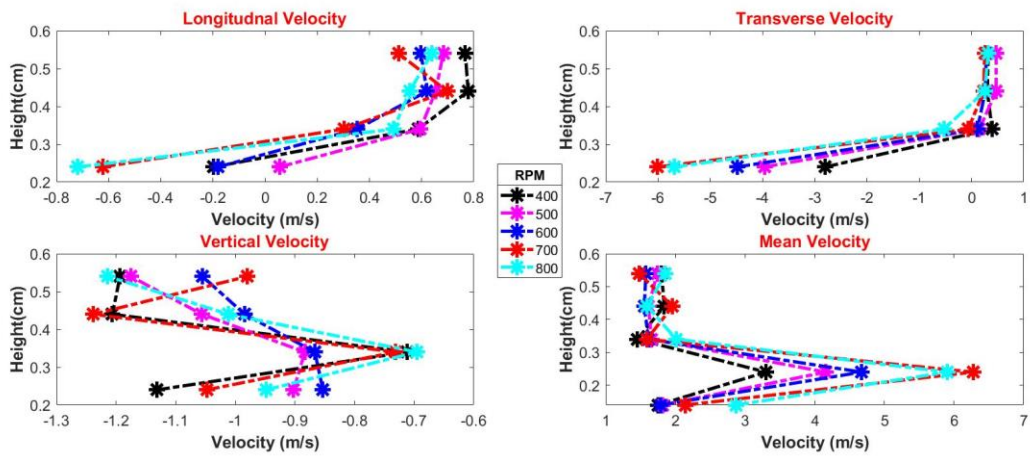 Longitudnal Velocity
0.6
0.5
0.4
0.3
0.2
Height(cm)
-0.8 -0.6 -0.4 -0.2 0 0.2 0.4 0.6 0.8
Velocity (m/s)
Transverse Velocity
0.6
0.5
0.4
0.3
0.2
Height(cm)
-7 -6 -5 -4 -3 -2 -1 0 1
Velocity (m/s)
RPM
400
500
600
700
800
Vertical Velocity
0.6
0.5
0.4
0.3
0.2
Height(cm)
-1.3 -1.2 -1.1 -1 -0.9 -0.8 -0.7 -0.6
Velocity (m/s)
Mean Velocity
0.6
0.5
0.4
0.3
0.2
Height(cm)
1 2 3 4 5 6 7
Velocity (m/s)